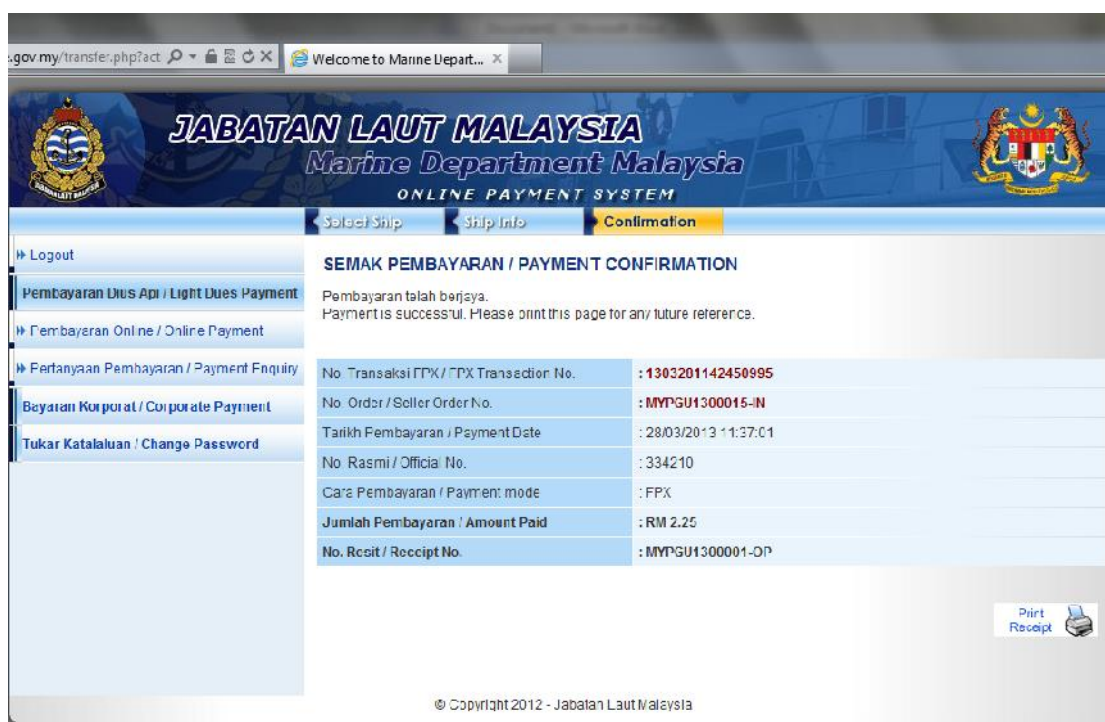 .gov.my/transfer.php?act
Welcome to Marine Depart...
JABATAN LAUT MALAYSIA
Marine Department Malaysia
ONLINE PAYMENT SYSTEM
Select Ship Ship Info Confirmation
Logout
Pembayaran Dius Api / Light Dues Payment
Pembayaran Online / Online Payment
Pertanyaan Pembayaran / Payment Enquiry
Bayaran Korporat / Corporate Payment
Tukar Katalaluan / Change Password
SEMAK PEMBAYARAN / PAYMENT CONFIRMATION
Pembayaran telah berjaya.
Payment is successful. Please print this page for any future reference.
No. Transaksi FPX / FPX Transaction No. : 1303201142450995
No. Order / Seller Order No. : MYPGU1300015-IN
Tarikh Pembayaran / Payment Date : 28/03/2013 11:37:01
No. Rasmi / Official No. : 334210
Cara Pembayaran / Payment mode : FPX
Jumlah Pembayaran / Amount Paid : RM 2.25
No. Resit / Receipt No. : MYPGU1300001-OP
Print
Receipt
© Copyright 2012 - Jabatan Laut Malaysia